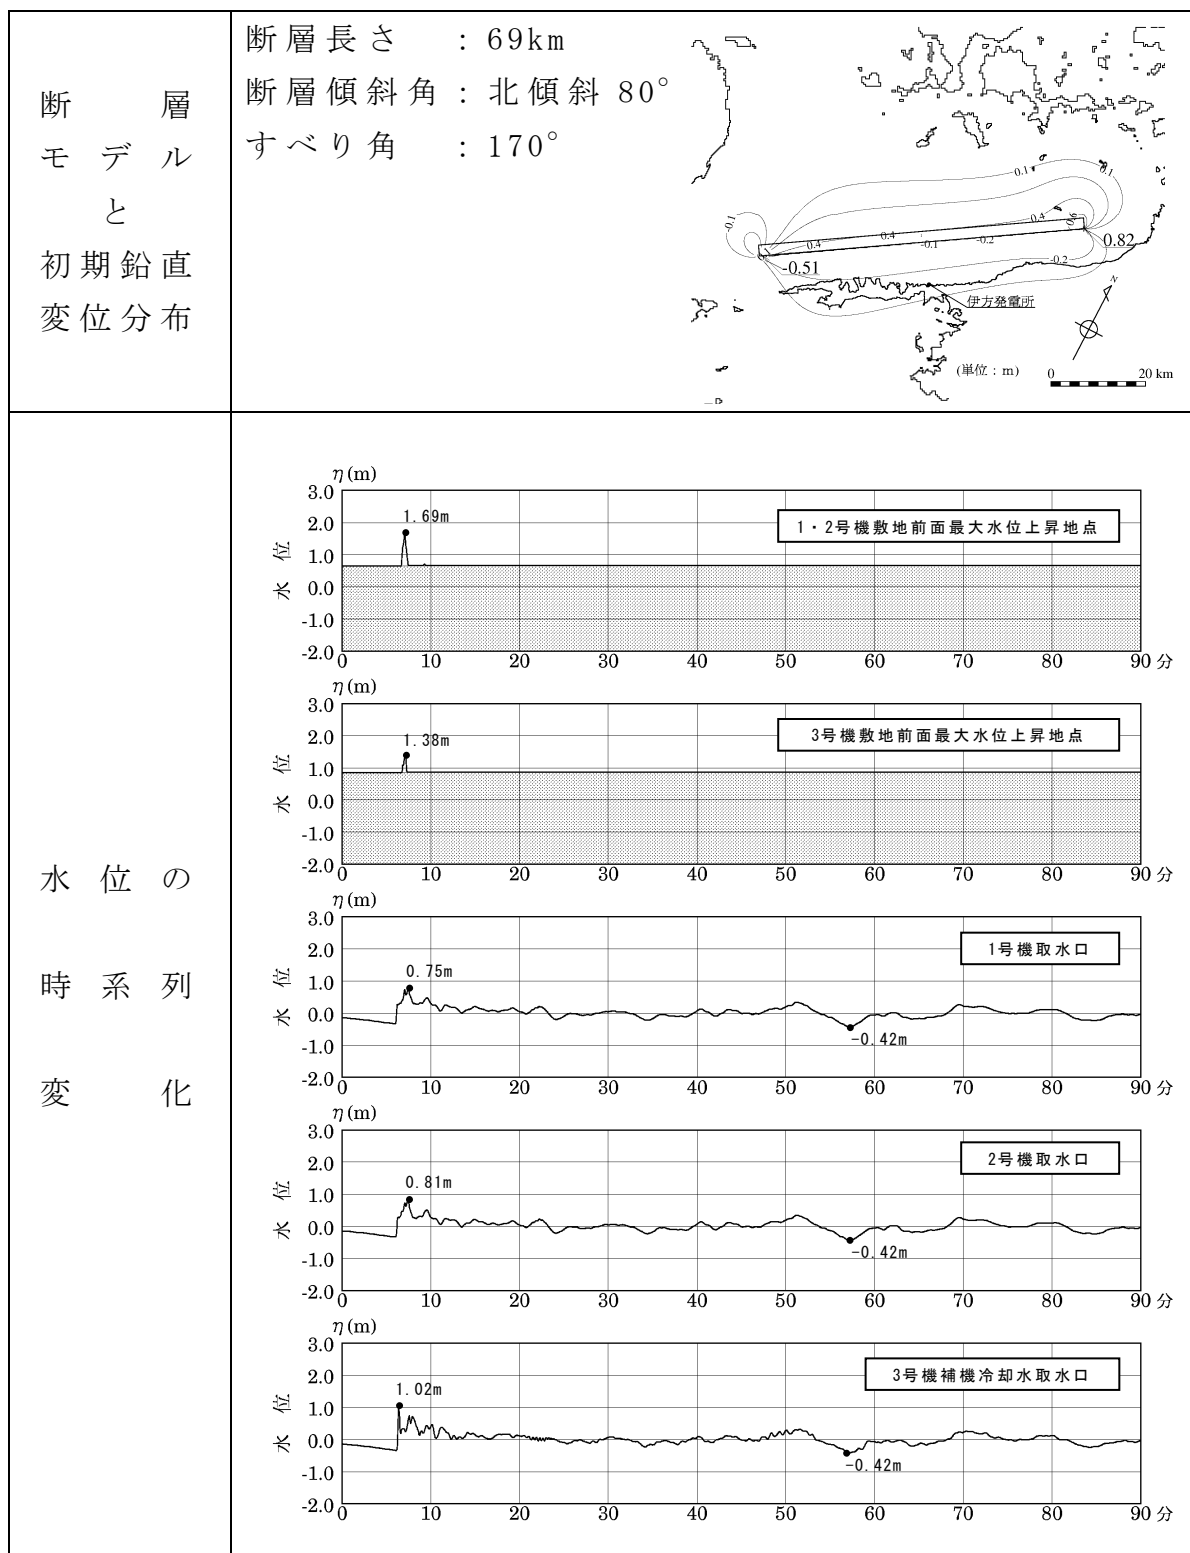 断層
モデル
と
初期鉛直
変位分布
断層長さ : 69km
断層傾斜角 : 北傾斜 80°
すべり角 : 170°
0.1
0.1
-0.1
0.4
0.6
0.4
0.4
-0.1
-0.2
0.82
-0.2
-0.51
伊方発電所
N
(単位:m)
0 20 km
水位の
時系列
変化
η(m)
3.0
2.0
1.0
0.0
-1.0
-2.0
水位
1.69m
1・2号機敷地前面最大水位上昇地点
0 10 20 30 40 50 60 70 80 90 分
η(m)
3.0
2.0
1.0
0.0
-1.0
-2.0
水位
1.38m
3号機敷地前面最大水位上昇地点
0 10 20 30 40 50 60 70 80 90 分
η(m)
3.0
2.0
1.0
0.0
-1.0
-2.0
水位
0.75m
1号機取水口
-0.42m
0 10 20 30 40 50 60 70 80 90 分
η(m)
3.0
2.0
1.0
0.0
-1.0
-2.0
水位
0.81m
2号機取水口
-0.42m
0 10 20 30 40 50 60 70 80 90 分
η(m)
3.0
2.0
1.0
0.0
-1.0
-2.0
水位
1.02m
3号機補機冷却水取水口
-0.42m
0 10 20 30 40 50 60 70 80 90 分